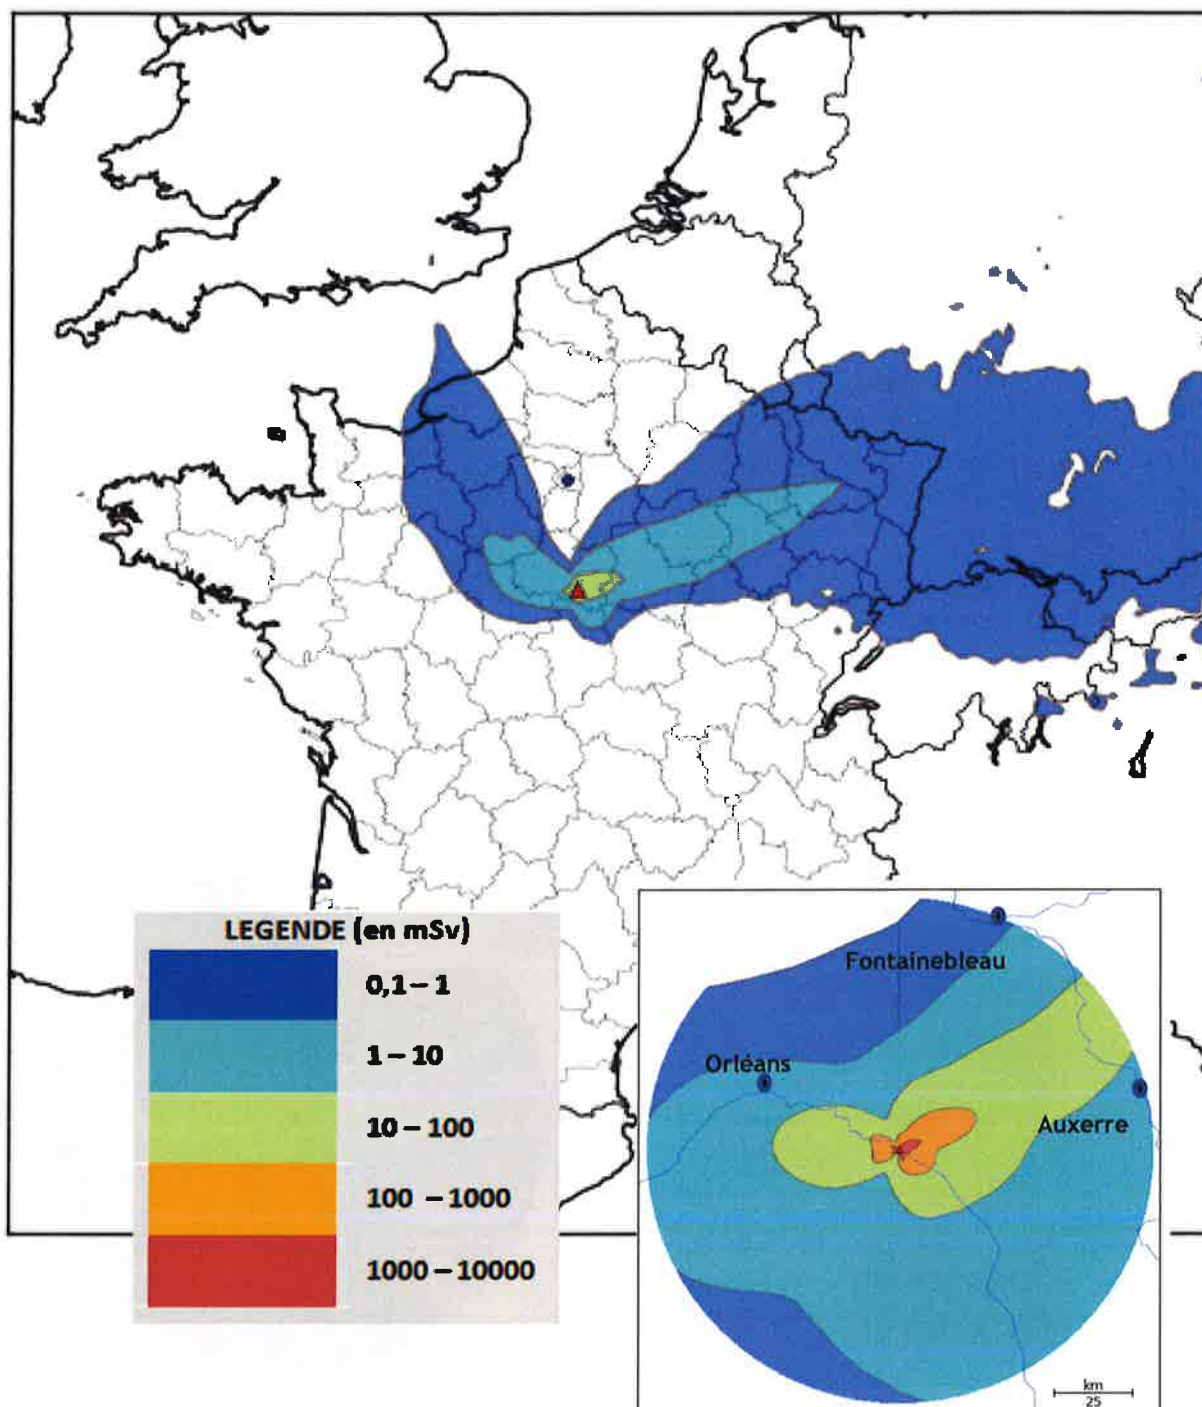 LEGENDE (en mSv)
0,1 – 1
1 – 10
10 – 100
100 – 1000
1000 – 10000
Fontainebleau
Orléans
Auxerre
km
25